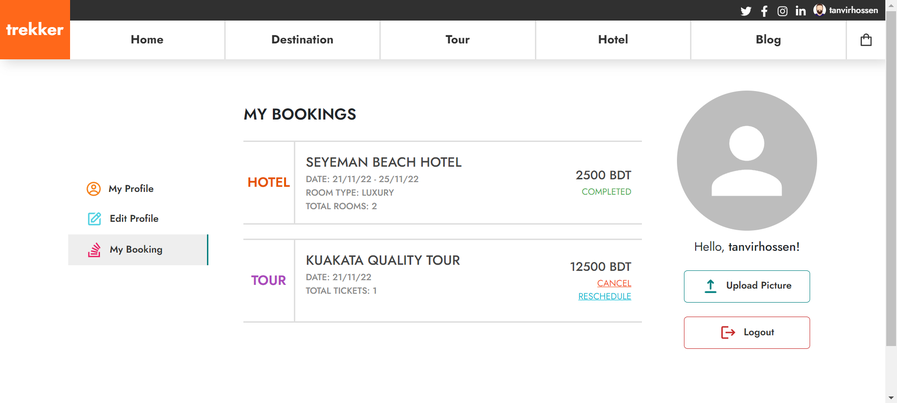 tanvirhossen
trekker
Home Destination Tour Hotel Blog
MY BOOKINGS
HOTEL
SEYEMAN BEACH HOTEL
DATE: 21/11/22 - 25/11/22
ROOM TYPE: LUXURY
TOTAL ROOMS: 2
2500 BDT
COMPLETED
My Profile
Edit Profile
My Booking
TOUR
KUAKATA QUALITY TOUR
DATE: 21/11/22
TOTAL TICKETS: 1
12500 BDT
CANCEL
RESCHEDULE
Hello, tanvirhossen!
Upload Picture
Logout